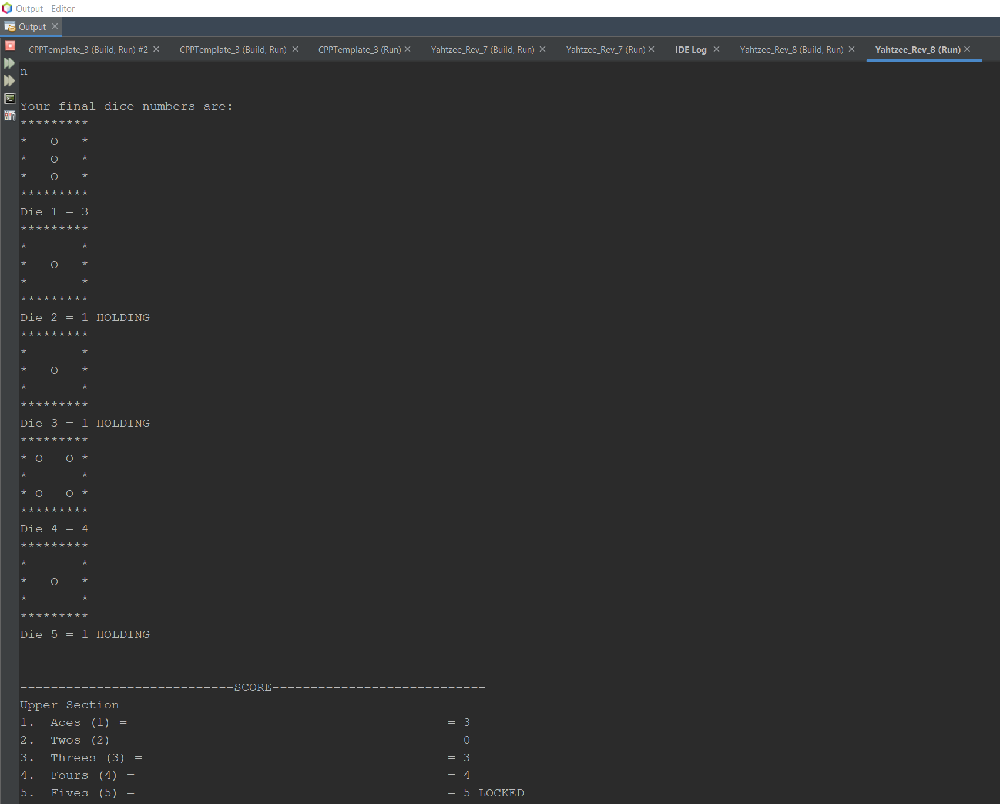 Output - Editor
Output
CPPTemplate_3 (Build, Run) #2 CPPTemplate_3 (Build, Run) CPPTemplate_3 (Run) Yahtzee_Rev_7 (Build, Run) Yahtzee_Rev_7 (Run) IDE Log Yahtzee_Rev_8 (Build, Run) Yahtzee_Rev_8 (Run)
n
Your final dice numbers are:
*********
*   O   *
*   O   *
*   O   *
*********
Die 1 = 3
*********
*       *
*   O   *
*       *
*********
Die 2 = 1 HOLDING
*********
*       *
*   O   *
*       *
*********
Die 3 = 1 HOLDING
*********
* O   O *
*       *
* O   O *
*********
Die 4 = 4
*********
*       *
*   O   *
*       *
*********
Die 5 = 1 HOLDING
----------------------------SCORE----------------------------
Upper Section
1.  Aces (1) =                                          = 3
2.  Twos (2) =                                          = 0
3.  Threes (3) =                                        = 3
4.  Fours (4) =                                         = 4
5.  Fives (5) =                                         = 5 LOCKED